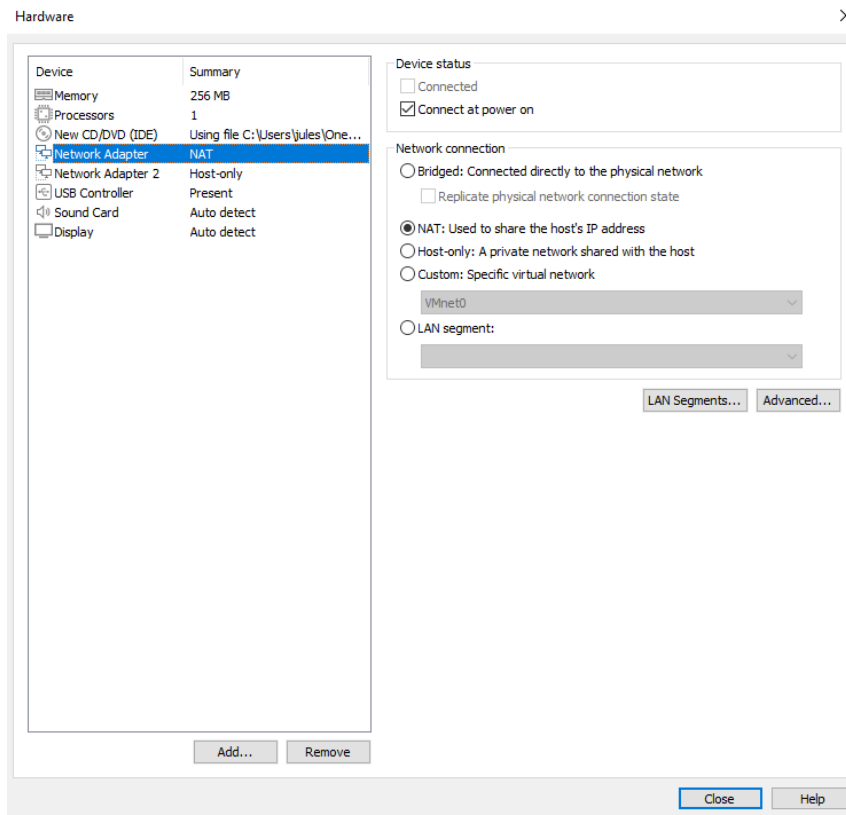 Hardware
Device Summary
Memory 256 MB
Processors 1
New CD/DVD (IDE) Using file C:\Users\jules\One...
Network Adapter NAT
Network Adapter 2 Host-only
USB Controller Present
Sound Card Auto detect
Display Auto detect
Add... Remove
Device status
Connected
Connect at power on
Network connection
Bridged: Connected directly to the physical network
Replicate physical network connection state
NAT: Used to share the host's IP address
Host-only: A private network shared with the host
Custom: Specific virtual network
VMnet0
LAN segment:
LAN Segments... Advanced...
Close Help